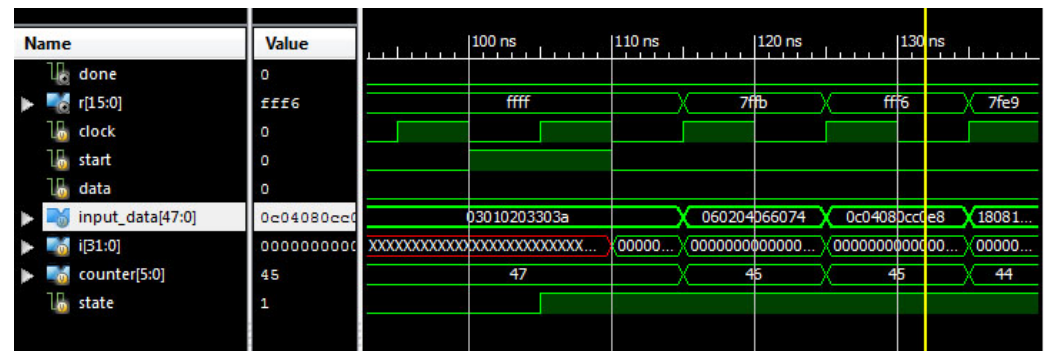 Name Value 100 ns 110 ns 120 ns 130 ns
done 0
r[15:0] fff6 ffff 7ffb fff6 7fe9
clock 0
start 0
data 0
input_data[47:0] 0c04080cc0 03010203303a 060204066074 0c04080cc0e8 18081...
i[31:0] 0000000000 XXXXXXXXXXXXXXXXXXXXXXXXXX... 00000... 0000000000000... 0000000000000... 00000...
counter[5:0] 45 47 46 45 44
state 1